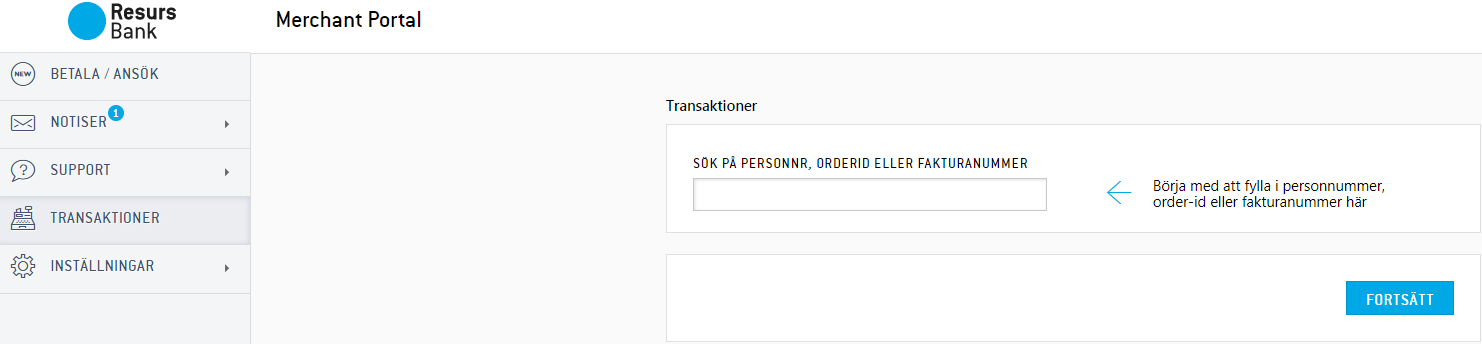 Resurs
Bank
Merchant Portal
NEW
BETALA / ANSÖK
NOTISER
1
SUPPORT
TRANSAKTIONER
INSTÄLLNINGAR
Transaktioner
SÖK PÅ PERSONNR, ORDERID ELLER FAKTURANUMMER
Börja med att fylla i personnummer,
order-id eller fakturanummer här
FORTSÄTT